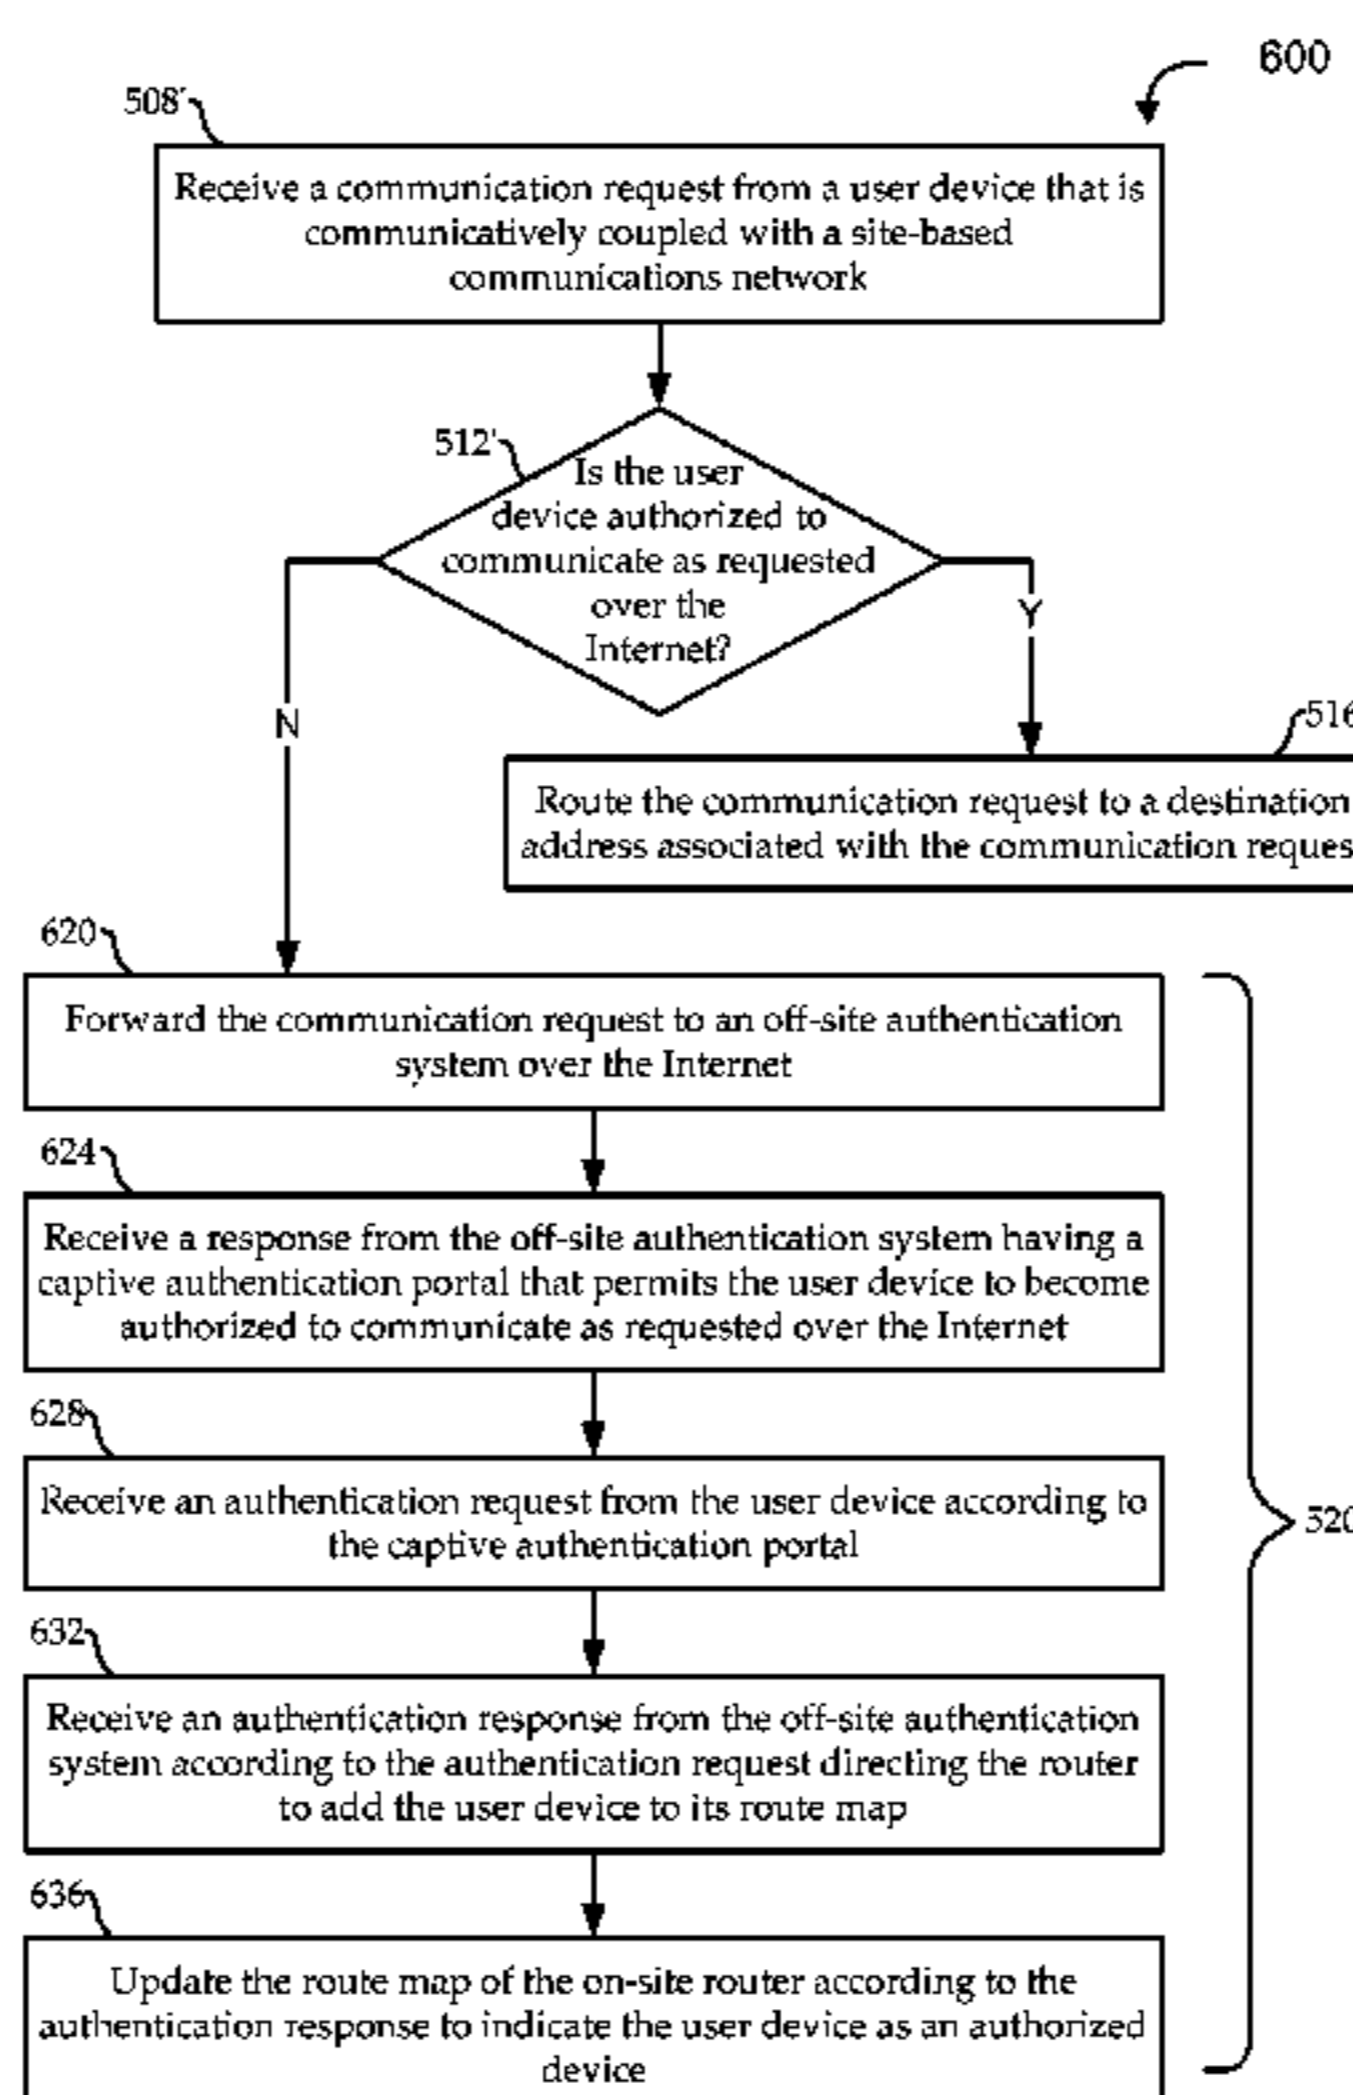 600
508'
Receive a communication request from a user device that is
communicatively coupled with a site-based
communications network
512'
Is the user
device authorized to
communicate as requested
over the
Internet?
Y
N
516
Route the communication request to a destination
address associated with the communication reques
620
Forward the communication request to an off-site authentication
system over the Internet
624
Receive a response from the off-site authentication system having a
captive authentication portal that permits the user device to become
authorized to communicate as requested over the Internet
628
Receive an authentication request from the user device according to
the captive authentication portal
520
632
Receive an authentication response from the off-site authentication
system according to the authentication request directing the router
to add the user device to its route map
636
Update the route map of the on-site router according to the
authentication response to indicate the user device as an authorized
device